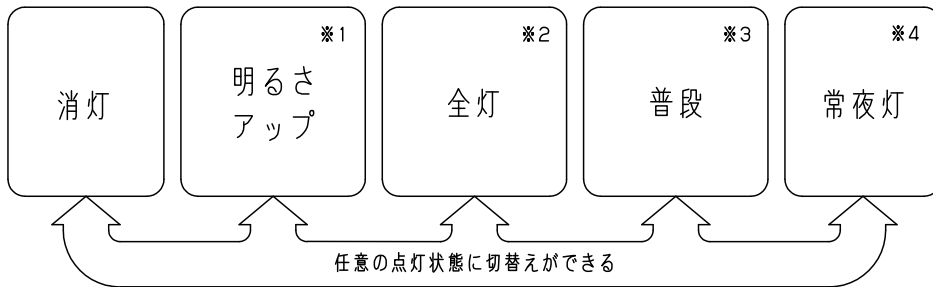 ※1
※2
※3
※4
消灯
明るさ
アップ
全灯
普段
常夜灯
任意の点灯状態に切替えができる